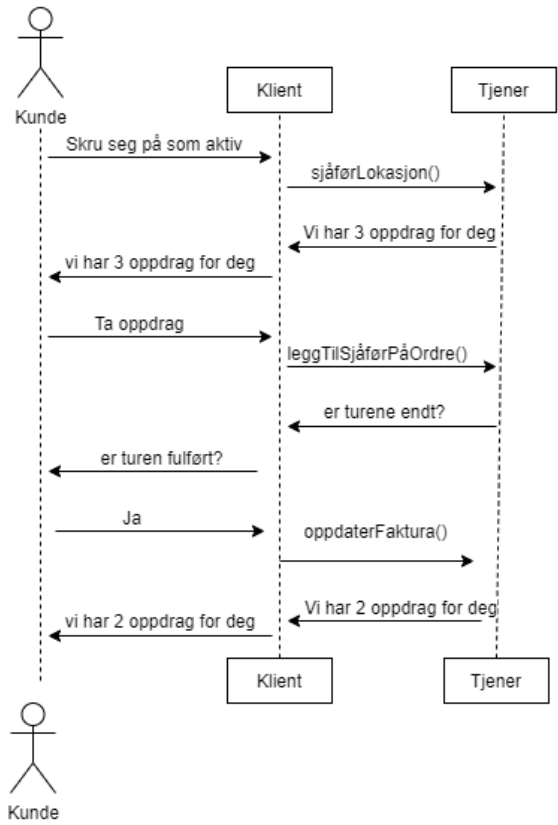 Kunde
Klient
Tjener
Skru seg på som aktiv
sjåførLokasjon()
Vi har 3 oppdrag for deg
vi har 3 oppdrag for deg
Ta oppdrag
leggTilSjåførPåOrdre()
er turene endt?
er turen fulført?
Ja
oppdaterFaktura()
Vi har 2 oppdrag for deg
vi har 2 oppdrag for deg
Klient
Tjener
Kunde